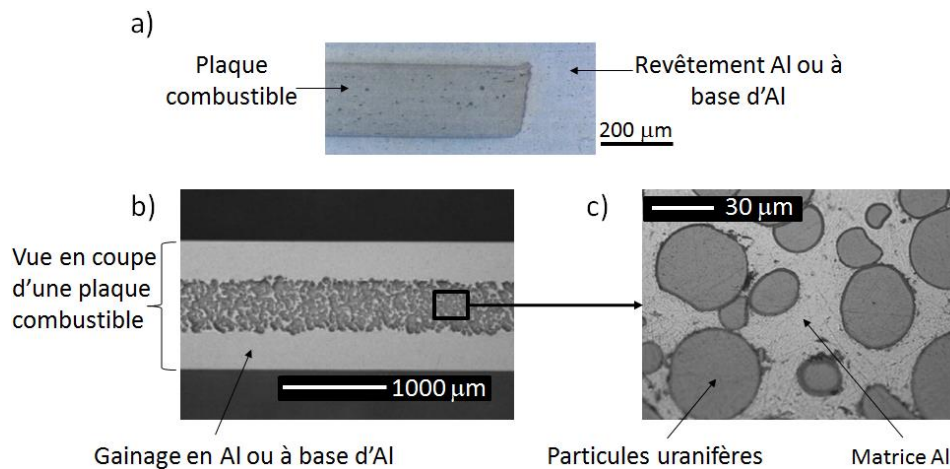 a)
Plaque
combustible
Revêtement Al ou à
base d’Al
200 µm
b)
c)
30 µm
Vue en coupe
d’une plaque
combustible
1000 µm
Gainage en Al ou à base d’Al
Particules uranifères
Matrice Al